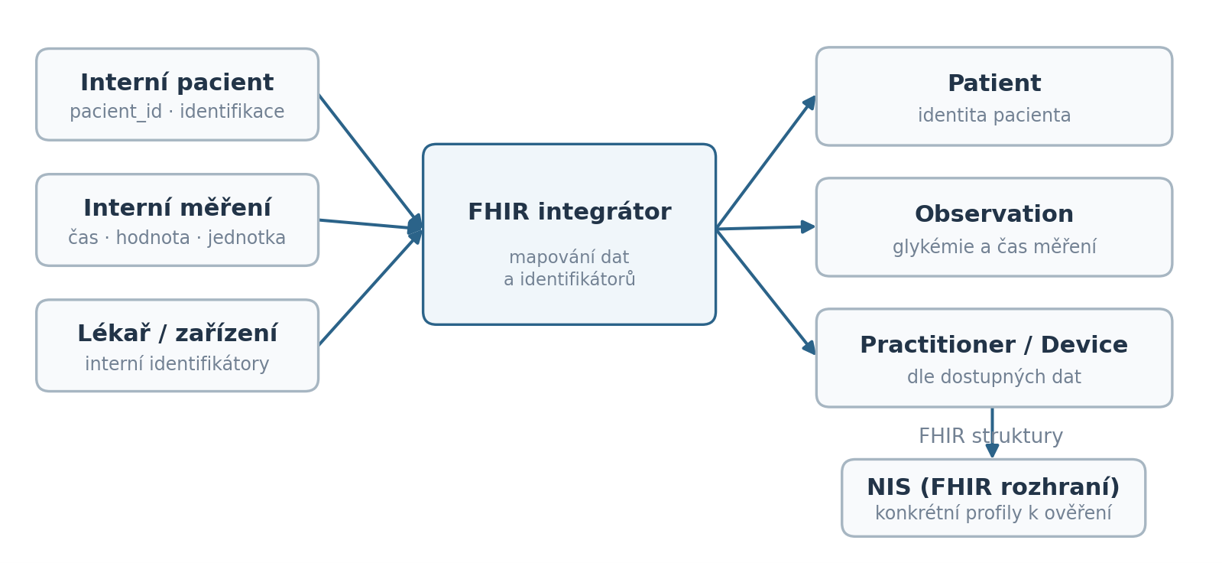 Interní pacient
pacient_id · identifikace
Interní měření
čas · hodnota · jednotka
Lékař / zařízení
interní identifikátory
FHIR integrátor
mapování dat
a identifikátorů
Patient
identita pacienta
Observation
glykémie a čas měření
Practitioner / Device
dle dostupných dat
FHIR struktury
NIS (FHIR rozhraní)
konkrétní profily k ověření